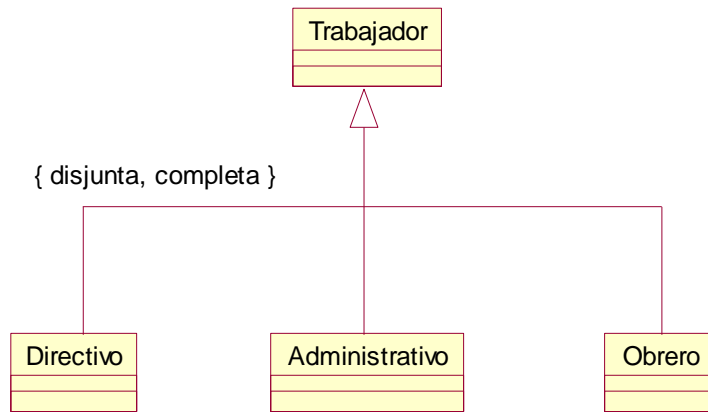 Trabajador
{ disjunta, completa }
Directivo
Administrativo
Obrero